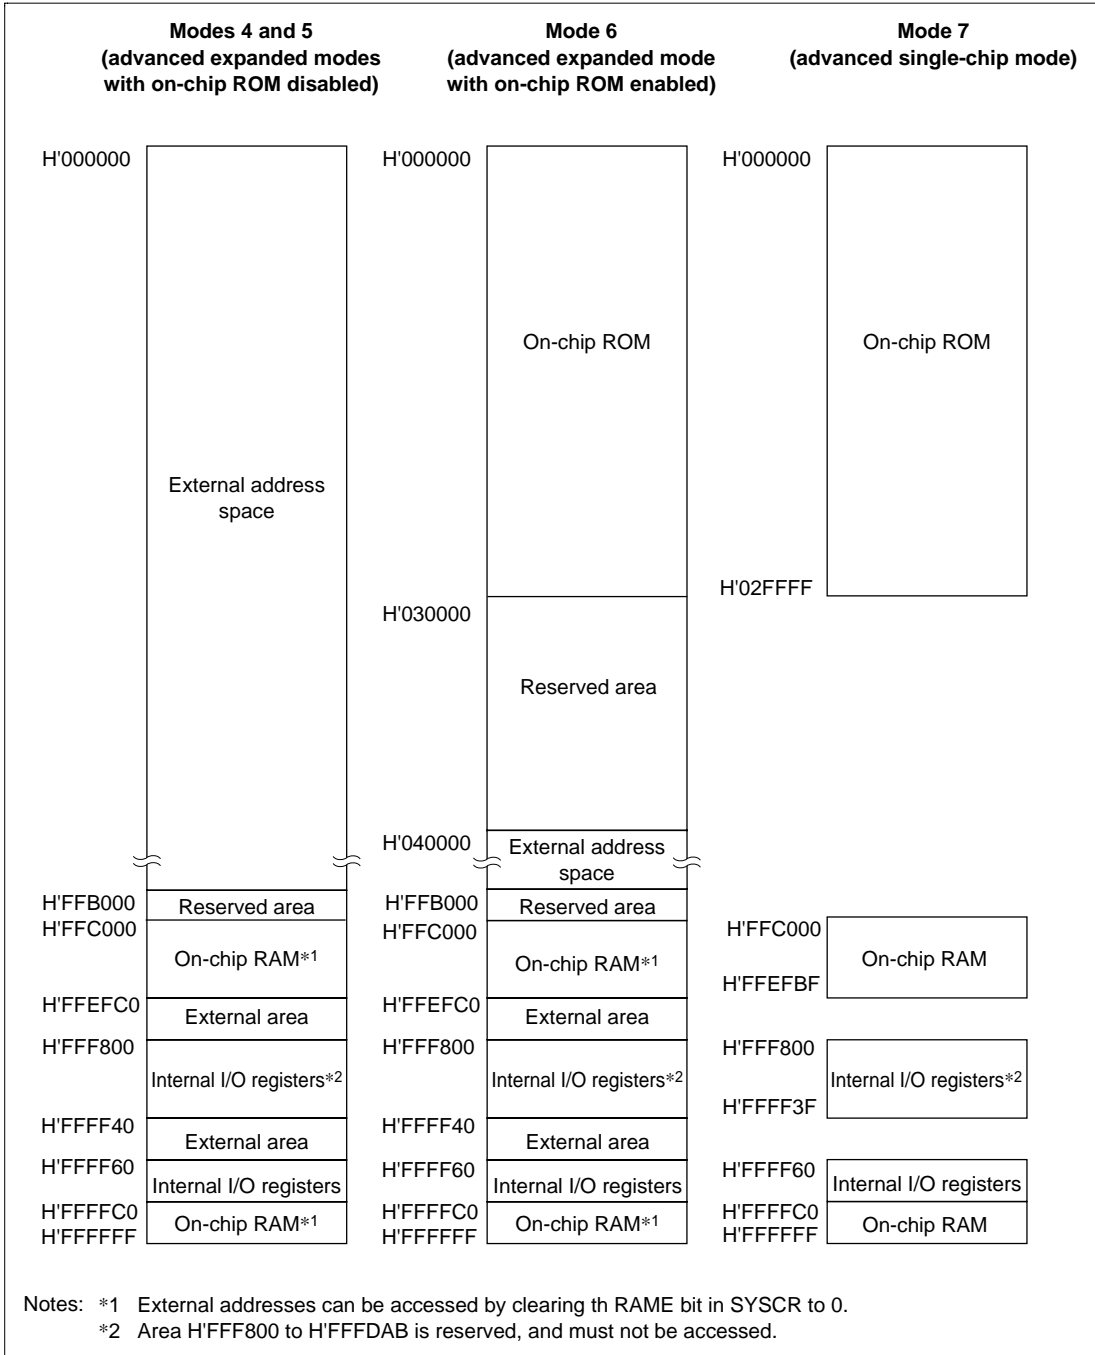 Modes 4 and 5
(advanced expanded modes
with on-chip ROM disabled)
H'000000
External address
space
H'FFB000
Reserved area
H'FFC000
On-chip RAM*1
H'FFEFC0
External area
H'FFF800
Internal I/O registers*2
H'FFFF40
External area
H'FFFF60
Internal I/O registers
H'FFFFC0
On-chip RAM*1
H'FFFFFF
Mode 6
(advanced expanded mode
with on-chip ROM enabled)
H'000000
On-chip ROM
H'030000
Reserved area
H'040000
External address
space
H'FFB000
Reserved area
H'FFC000
On-chip RAM*1
H'FFEFC0
External area
H'FFF800
Internal I/O registers*2
H'FFFF40
External area
H'FFFF60
Internal I/O registers
H'FFFFC0
On-chip RAM*1
H'FFFFFF
Mode 7
(advanced single-chip mode)
H'000000
On-chip ROM
H'02FFFF
H'FFC000
On-chip RAM
H'FFEFBF
H'FFF800
Internal I/O registers*2
H'FFFF3F
H'FFFF60
Internal I/O registers
H'FFFFC0
On-chip RAM
H'FFFFFF
Notes: *1 External addresses can be accessed by clearing th RAME bit in SYSCR to 0.
*2 Area H'FFF800 to H'FFFDAB is reserved, and must not be accessed.